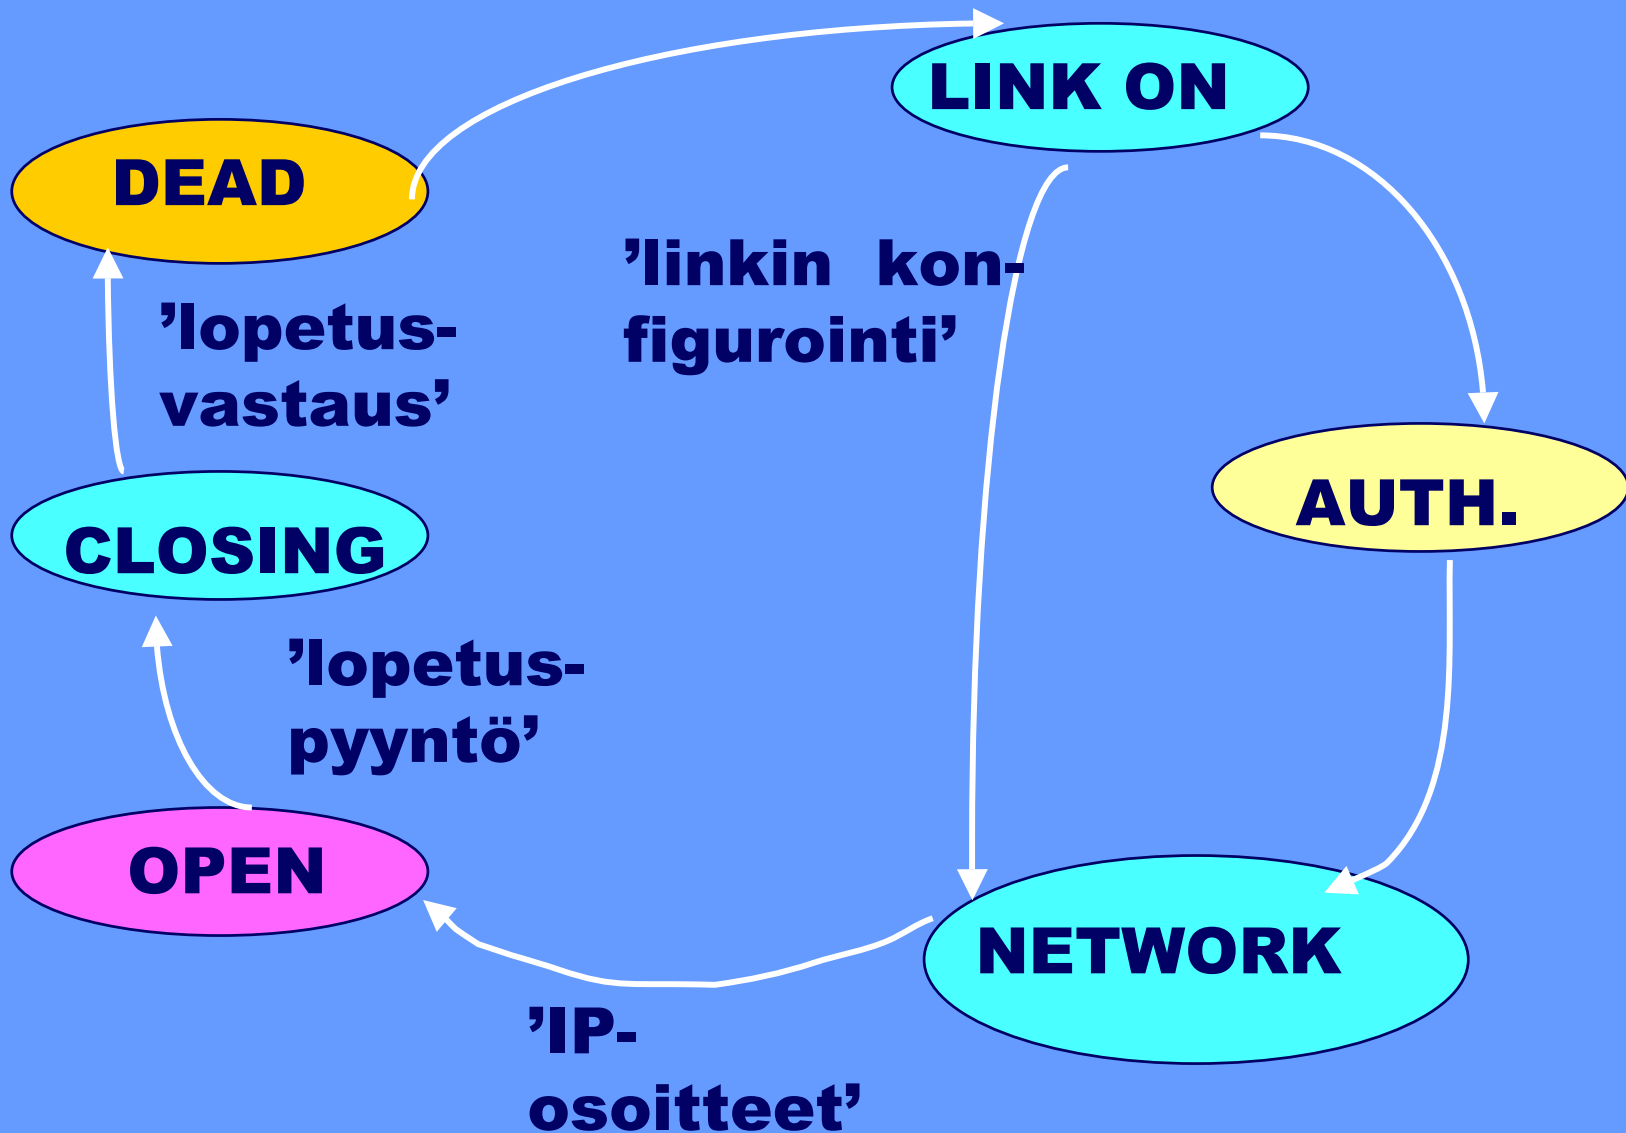 LINK ON
DEAD
’linkin kon-
figurointi’
’lopetus-
vastaus’
AUTH.
CLOSING
’lopetus-
pyyntö’
OPEN
NETWORK
’IP-
osoitteet’